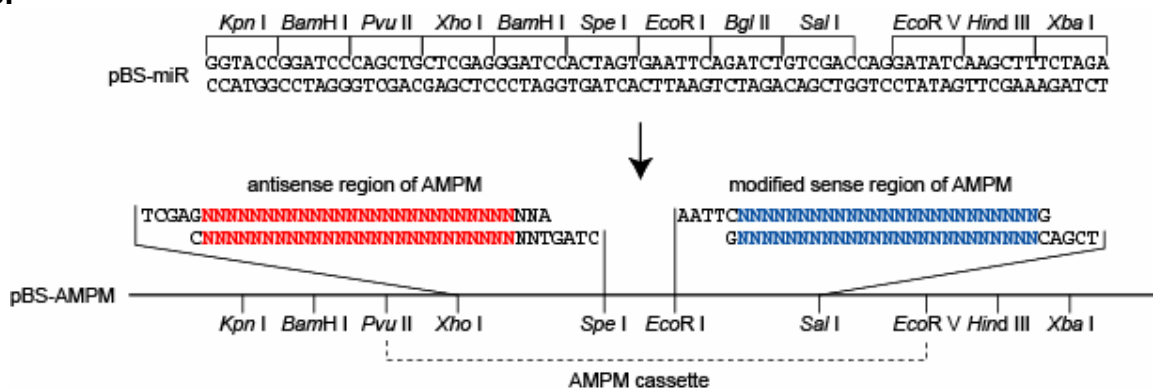 Kpn I BamH I Pvu II Xho I BamH I Spe I EcoR I Bgl II Sal I EcoR V Hind III Xba I
pBS-miR
GGTACCGGATCCCAGCTGCTCGAGGGATCCACTAGTGAATTCAGATCTGTCGACCAGGATATCAAGCTTTCTAGA
CCATGGCCTAGGGTCGACGAGCTCCCTAGGTGATCACTTAAGTCTAGACAGCTGGTCCTATAGTTCGAAAGATCT
antisense region of AMPM modified sense region of AMPM
TCGAGNNNNNNNNNNNNNNNNNNNNNNNNNNNNA AATTCNNNNNNNNNNNNNNNNNNNNNNNNNG
CNNNNNNNNNNNNNNNNNNNNNNNNNNNNTGATC GNNNNNNNNNNNNNNNNNNNNNNNNNCAGCT
pBS-AMPM
Kpn I BamH I Pvu II Xho I Spe I EcoR I Sal I EcoR V Hind III Xba I
AMPM cassette